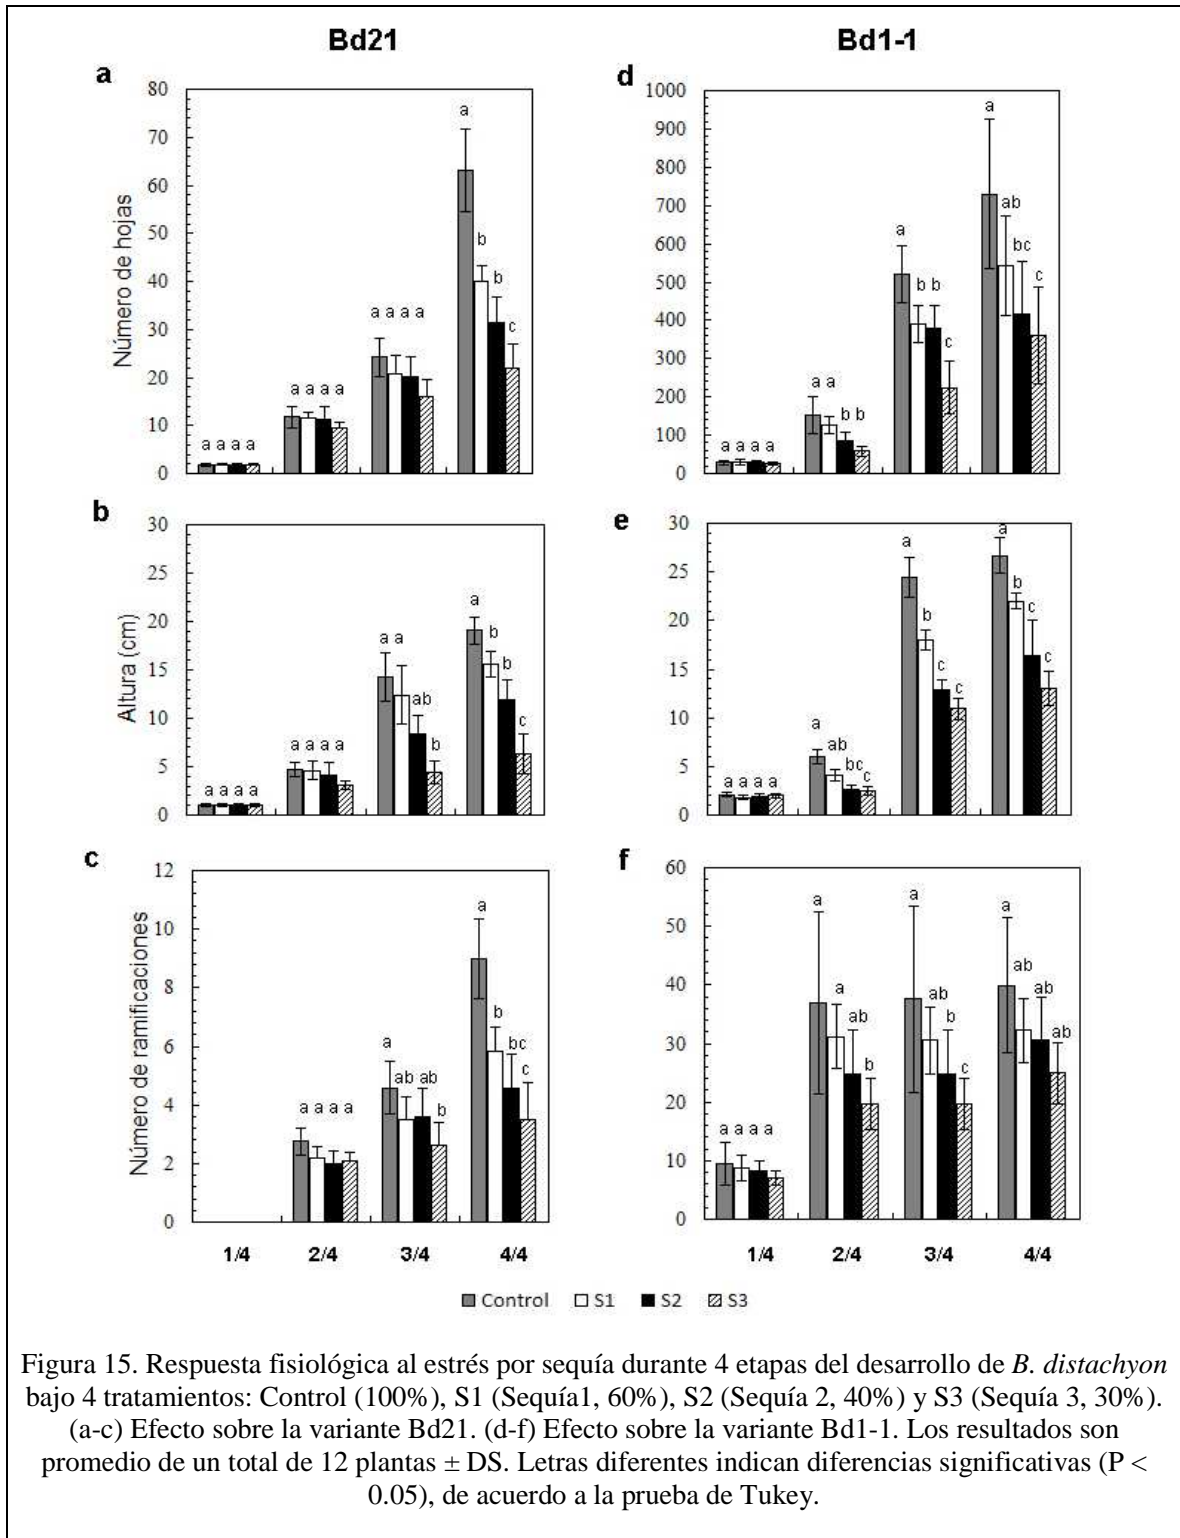 Bd21
Bd1-1
a
80
70
60
50
40
30
20
10
0
Número de hojas
a a a a
a a a a
a a a a
a
b
b
c
d
1000
900
800
700
600
500
400
300
200
100
0
a a a a
a a
b b
a
b b
c
a
ab
bc
c
b
30
25
20
15
10
5
0
Altura (cm)
a a a a
a a a a
a a
ab
b
a
b
b
c
e
30
25
20
15
10
5
0
a a a a
a
ab
bc
c
a
b
c
c
a
b
c
c
c
12
10
8
6
4
2
0
Número de ramificaciones
a a a a
a
ab ab
b
a
b
bc
c
1/4 2/4 3/4 4/4
f
60
50
40
30
20
10
0
a a a a
a
a
ab
b
a
ab
b
c
a
ab
ab
ab
1/4 2/4 3/4 4/4
Control S1 S2 S3
Figura 15. Respuesta fisiológica al estrés por sequía durante 4 etapas del desarrollo de B. distachyon
bajo 4 tratamientos: Control (100%), S1 (Sequía1, 60%), S2 (Sequía 2, 40%) y S3 (Sequía 3, 30%).
(a-c) Efecto sobre la variante Bd21. (d-f) Efecto sobre la variante Bd1-1. Los resultados son
promedio de un total de 12 plantas ± DS. Letras diferentes indican diferencias significativas (P <
0.05), de acuerdo a la prueba de Tukey.